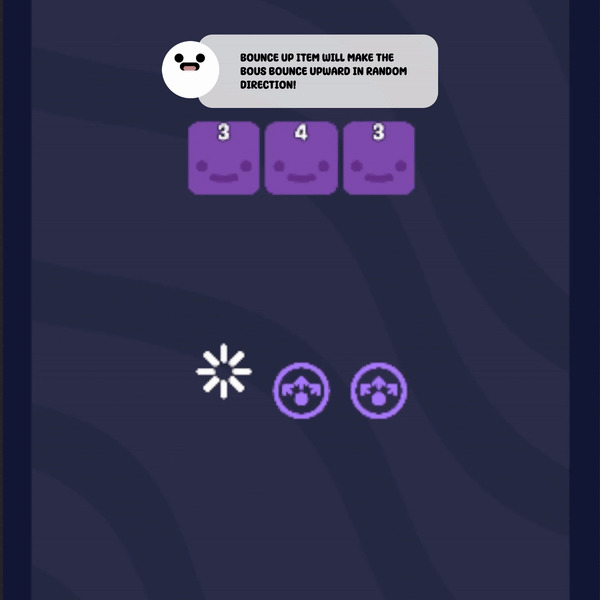 BOUNCE UP ITEM WILL MAKE THE
BOUS BOUNCE UPWARD IN RANDOM
DIRECTION!
3 4 3